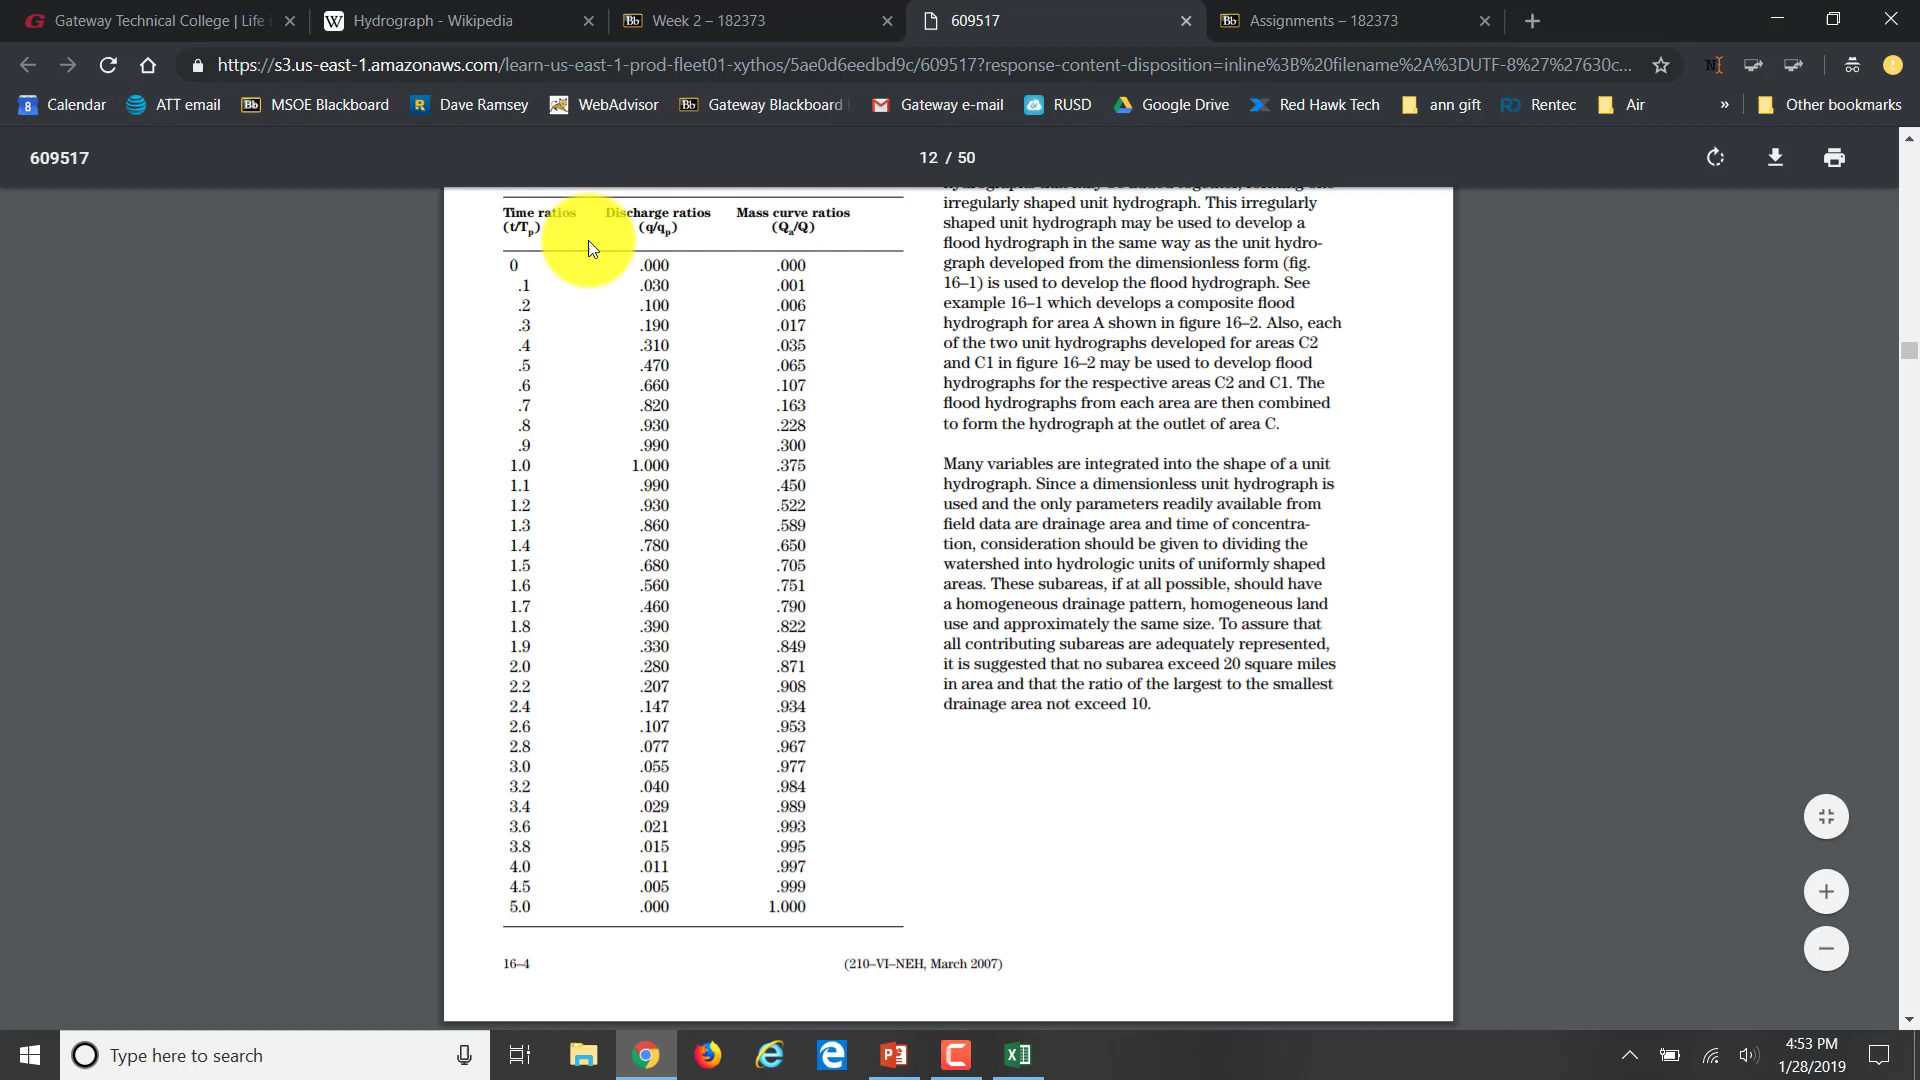 Gateway Technical College | Life i
Hydrograph - Wikipedia
Week 2 – 182373
609517
Assignments – 182373
https://s3.us-east-1.amazonaws.com/learn-us-east-1-prod-fleet01-xythos/5ae0d6eedbd9c/609517?response-content-disposition=inline%3B%20filename%2A%3DUTF-8%27%27630c...
Calendar ATT email MSOE Blackboard Dave Ramsey WebAdvisor Gateway Blackboard Gateway e-mail RUSD Google Drive Red Hawk Tech ann gift Rentec Air » Other bookmarks
609517
12 / 50
Time ratios Discharge ratios Mass curve ratios
(t/Tp) (q/qp) (Qa/Q)
0 .000 .000
.1 .030 .001
.2 .100 .006
.3 .190 .017
.4 .310 .035
.5 .470 .065
.6 .660 .107
.7 .820 .163
.8 .930 .228
.9 .990 .300
1.0 1.000 .375
1.1 .990 .450
1.2 .930 .522
1.3 .860 .589
1.4 .780 .650
1.5 .680 .705
1.6 .560 .751
1.7 .460 .790
1.8 .390 .822
1.9 .330 .849
2.0 .280 .871
2.2 .207 .908
2.4 .147 .934
2.6 .107 .953
2.8 .077 .967
3.0 .055 .977
3.2 .040 .984
3.4 .029 .989
3.6 .021 .993
3.8 .015 .995
4.0 .011 .997
4.5 .005 .999
5.0 .000 1.000
irregularly shaped unit hydrograph. This irregularly
shaped unit hydrograph may be used to develop a
flood hydrograph in the same way as the unit hydro-
graph developed from the dimensionless form (fig.
16–1) is used to develop the flood hydrograph. See
example 16–1 which develops a composite flood
hydrograph for area A shown in figure 16–2. Also, each
of the two unit hydrographs developed for areas C2
and C1 in figure 16–2 may be used to develop flood
hydrographs for the respective areas C2 and C1. The
flood hydrographs from each area are then combined
to form the hydrograph at the outlet of area C.
Many variables are integrated into the shape of a unit
hydrograph. Since a dimensionless unit hydrograph is
used and the only parameters readily available from
field data are drainage area and time of concentra-
tion, consideration should be given to dividing the
watershed into hydrologic units of uniformly shaped
areas. These subareas, if at all possible, should have
a homogeneous drainage pattern, homogeneous land
use and approximately the same size. To assure that
all contributing subareas are adequately represented,
it is suggested that no subarea exceed 20 square miles
in area and that the ratio of the largest to the smallest
drainage area not exceed 10.
16–4
(210–VI–NEH, March 2007)
Type here to search
4:53 PM
1/28/2019